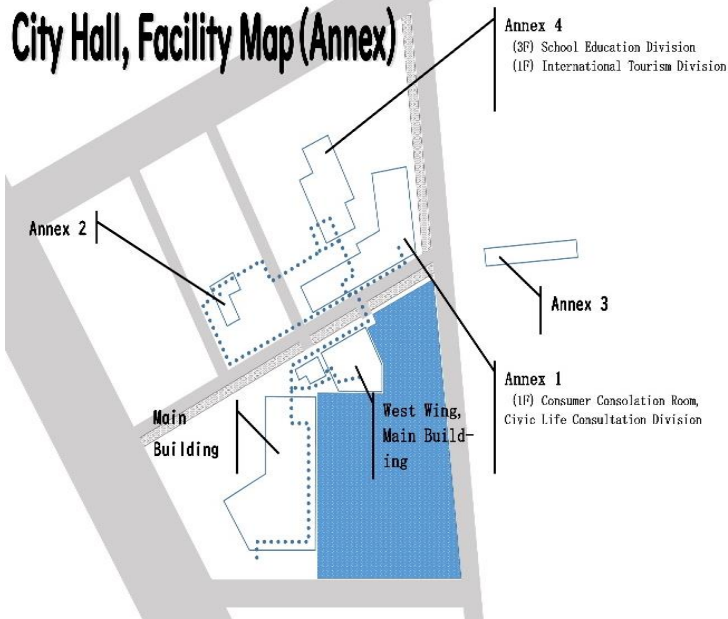 City Hall, Facility Map (Annex)
Annex 4
(3F) School Education Division
(1F) International Tourism Division
Annex 2
Annex 3
Annex 1
(1F) Consumer Consolation Room,
Civic Life Consultation Division
West Wing,
Main Build-
ing
Main
Building